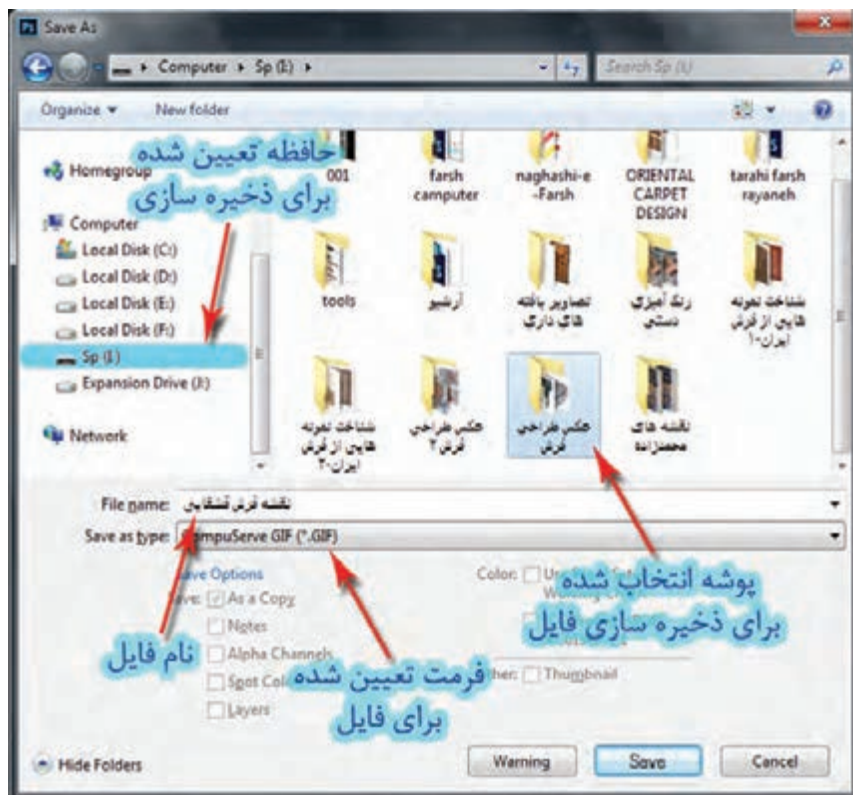 Save As
Computer ▸ Sp (I:) ▸
Search Sp (I:)
Organize
New folder
حافظه تعیین شده
برای ذخیره سازی
Homegroup
Computer
Local Disk (C:)
Local Disk (D:)
Local Disk (E:)
Local Disk (F:)
Sp (I:)
Expansion Drive (J:)
Network
001
farsh
camputer
naghashi-e
-Farsh
ORIENTAL
CARPET
DESIGN
tarahi farsh
rayaneh
tools
آرشیو
تصاویر بافته
های داری
رنگ آمیزی
دستی
شناخت نمونه
هایی از فرش
ایران-۱
شناخت نمونه
هایی از فرش
ایران-۲
عکس طراحی
فرش ۲
عکس طراحی
فرش
نقشه های
محمدزاده
File name: نقشه فرش قشقایی
Save as type: CompuServe GIF (*.GIF)
Save Options
Save:
As a Copy
Notes
Alpha Channels
Layers
Color:
Thumbnail
پوشه انتخاب شده
برای ذخیره سازی فایل
نام فایل
فرمت تعیین شده
برای فایل
Hide Folders
Warning
Save
Cancel